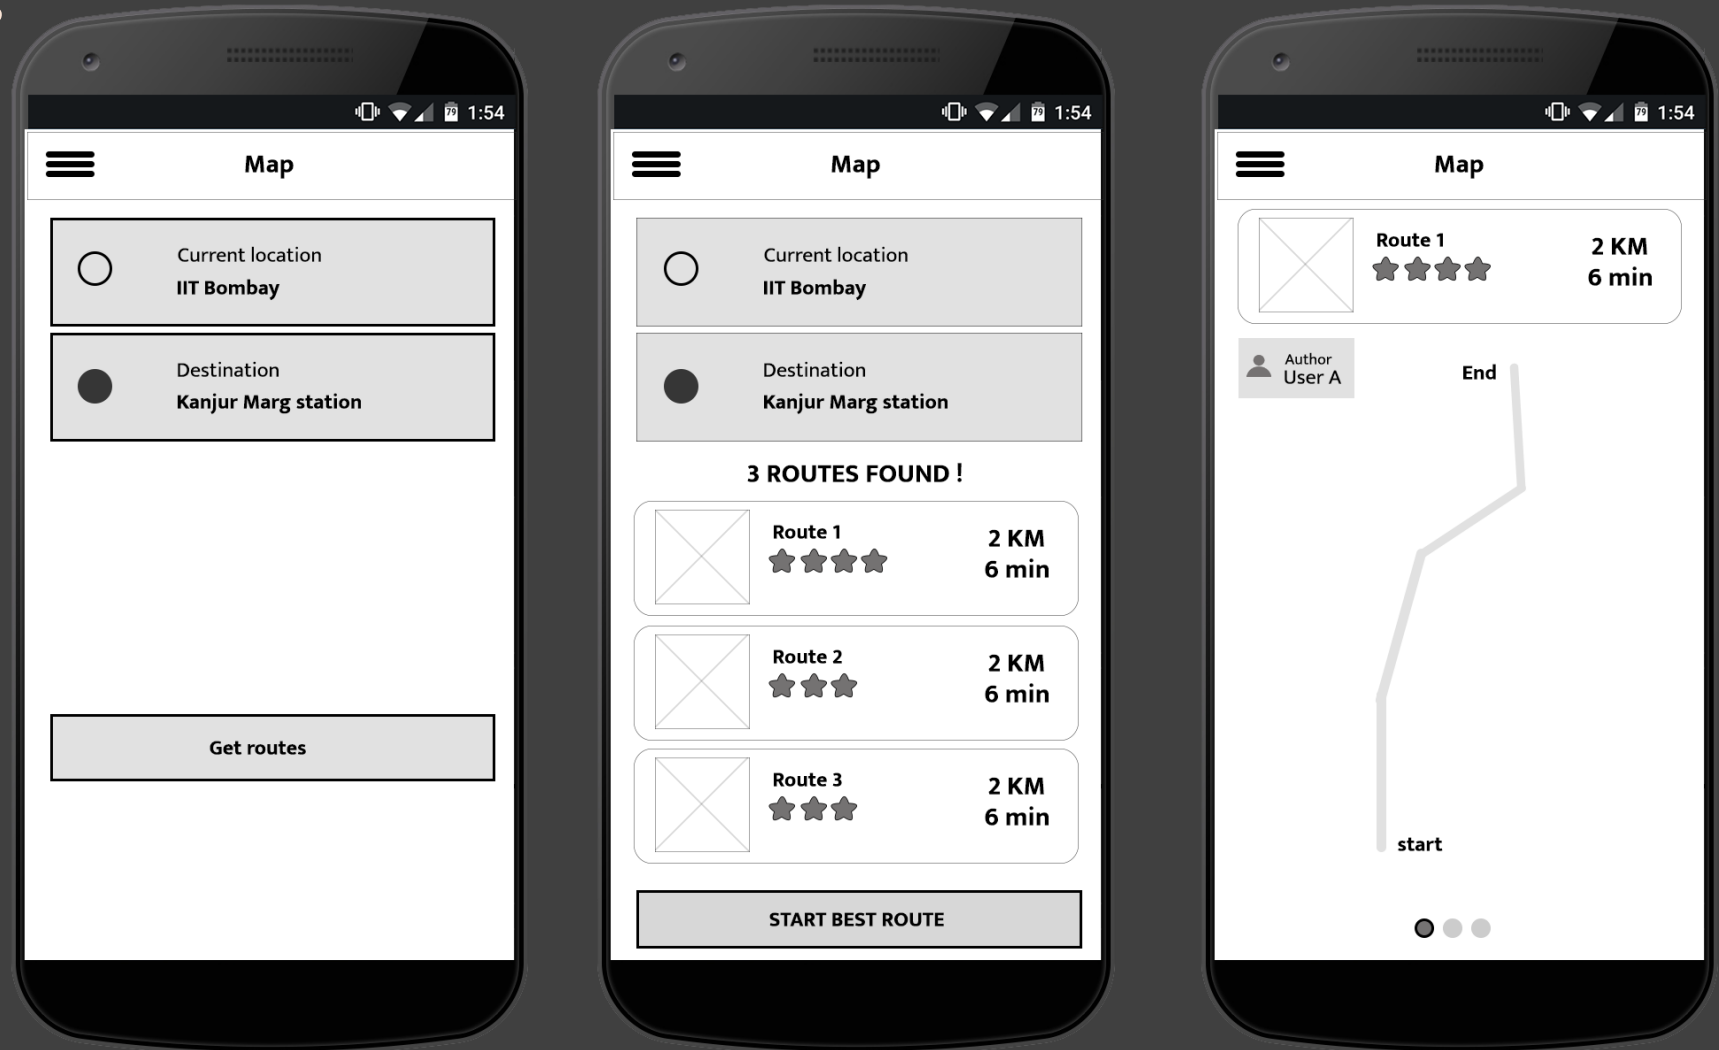 79 1:54
Map
Current location
IIT Bombay
Destination
Kanjur Marg station
Get routes
79 1:54
Map
Current location
IIT Bombay
Destination
Kanjur Marg station
3 ROUTES FOUND !
Route 1
2 KM
6 min
Route 2
2 KM
6 min
Route 3
2 KM
6 min
START BEST ROUTE
79 1:54
Map
Route 1
2 KM
6 min
Author
User A
End
start